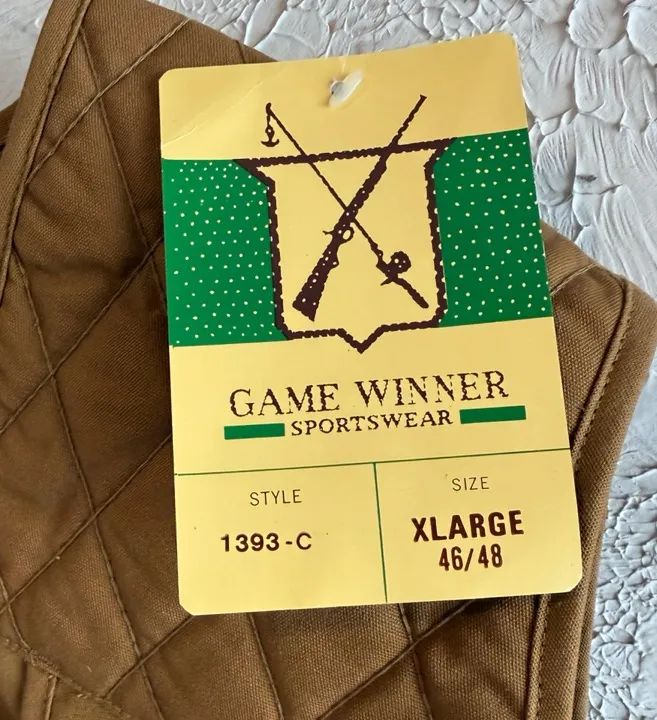 GAME WINNER
SPORTSWEAR
STYLE
1393-C
SIZE
XLARGE
46/48